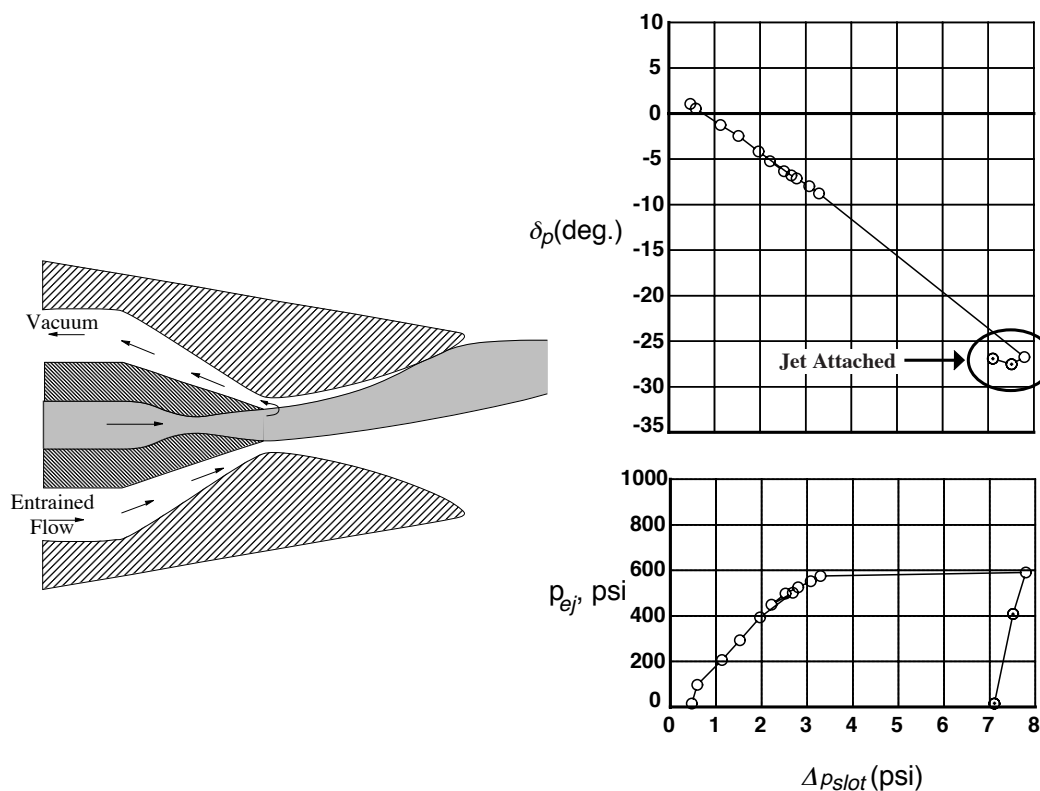 Vacuum
Entrained
Flow
10
5
0
-5
-10
-15
-20
-25
-30
-35
δp(deg.)
Jet Attached
1000
800
600
400
200
0
pej, psi
0 1 2 3 4 5 6 7 8
Δpslot(psi)